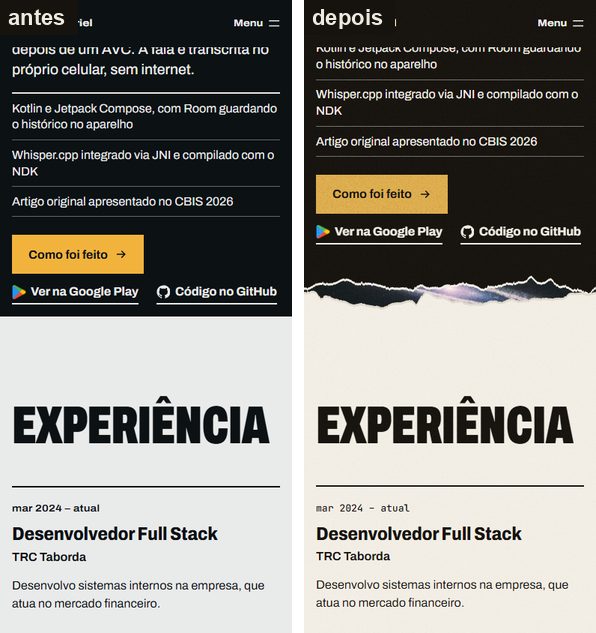 antes
Menu
depois de um AVC. A fala é transcrita no
próprio celular, sem internet.
Kotlin e Jetpack Compose, com Room guardando
o histórico no aparelho
Whisper.cpp integrado via JNI e compilado com o
NDK
Artigo original apresentado no CBIS 2026
Como foi feito →
Ver na Google Play
Código no GitHub
EXPERIÊNCIA
mar 2024 – atual
Desenvolvedor Full Stack
TRC Taborda
Desenvolvo sistemas internos na empresa, que
atua no mercado financeiro.
depois
Menu
Kotlin e Jetpack Compose, com Room guardando
o histórico no aparelho
Whisper.cpp integrado via JNI e compilado com o
NDK
Artigo original apresentado no CBIS 2026
Como foi feito →
Ver na Google Play
Código no GitHub
EXPERIÊNCIA
mar 2024 – atual
Desenvolvedor Full Stack
TRC Taborda
Desenvolvo sistemas internos na empresa, que
atua no mercado financeiro.